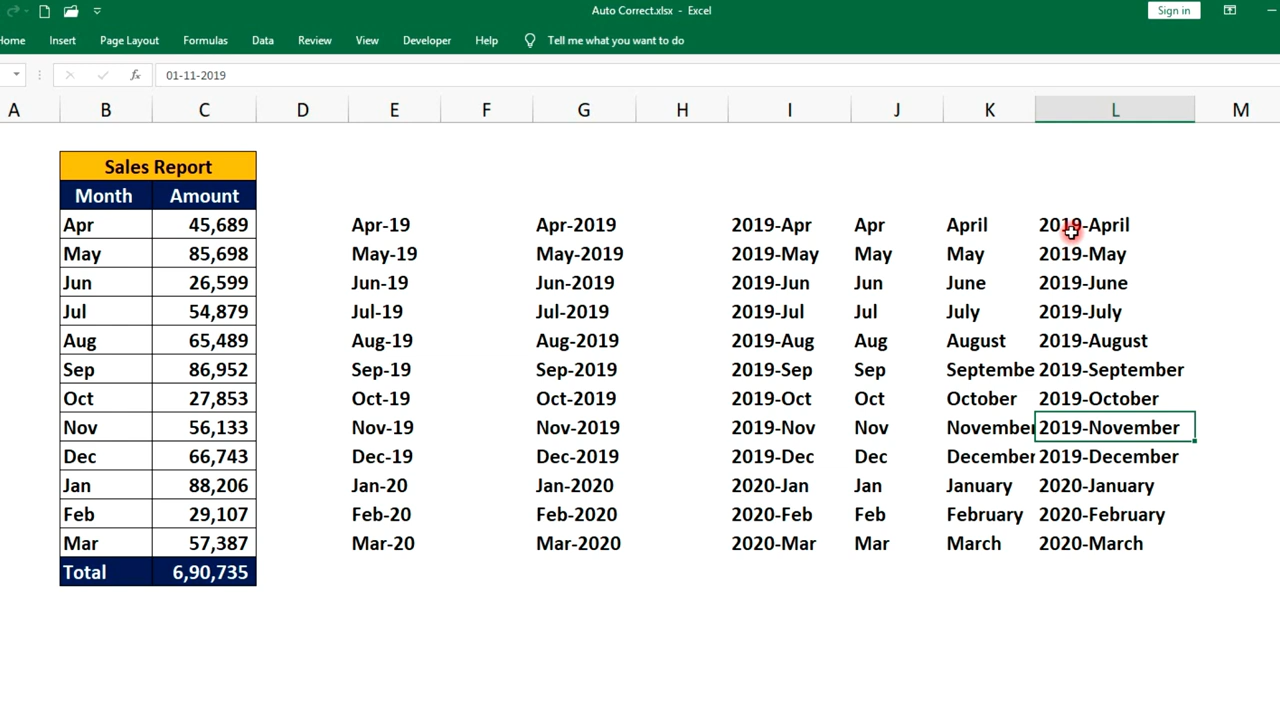 Auto Correct.xlsx - Excel
Sign in
Home Insert Page Layout Formulas Data Review View Developer Help Tell me what you want to do
fx 01-11-2019
A B C D E F G H I J K L M
Sales Report
Month Amount
Apr 45,689 Apr-19 Apr-2019 2019-Apr Apr April 2019-April
May 85,698 May-19 May-2019 2019-May May May 2019-May
Jun 26,599 Jun-19 Jun-2019 2019-Jun Jun June 2019-June
Jul 54,879 Jul-19 Jul-2019 2019-Jul Jul July 2019-July
Aug 65,489 Aug-19 Aug-2019 2019-Aug Aug August 2019-August
Sep 86,952 Sep-19 Sep-2019 2019-Sep Sep Septembe 2019-September
Oct 27,853 Oct-19 Oct-2019 2019-Oct Oct October 2019-October
Nov 56,133 Nov-19 Nov-2019 2019-Nov Nov November 2019-November
Dec 66,743 Dec-19 Dec-2019 2019-Dec Dec December 2019-December
Jan 88,206 Jan-20 Jan-2020 2020-Jan Jan January 2020-January
Feb 29,107 Feb-20 Feb-2020 2020-Feb Feb February 2020-February
Mar 57,387 Mar-20 Mar-2020 2020-Mar Mar March 2020-March
Total 6,90,735